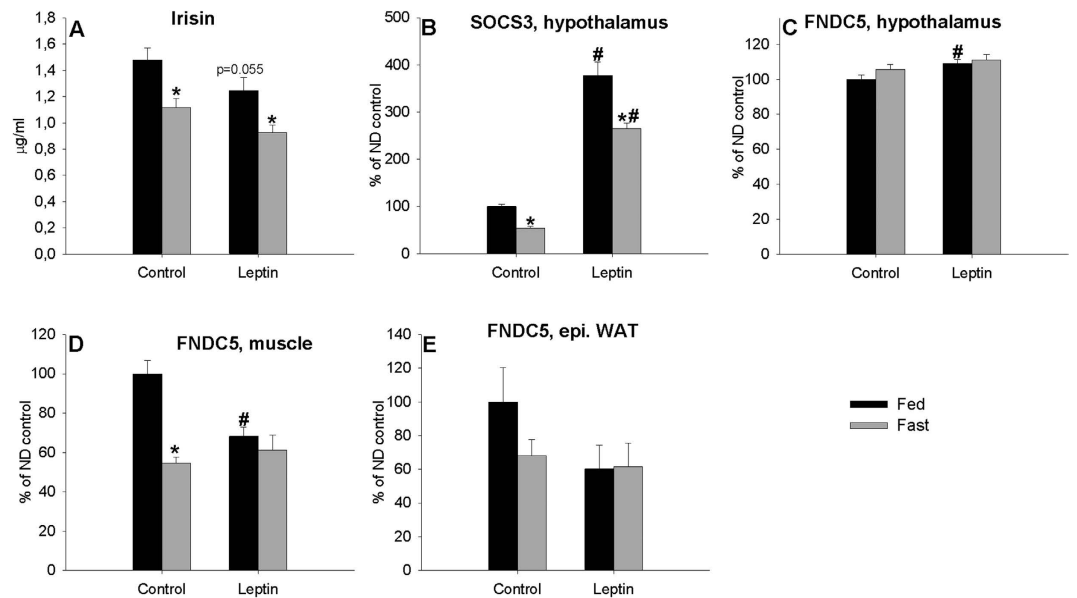 A
Irisin
1,8
1,6
1,4
1,2
1,0
0,8
0,6
0,4
0,2
0,0
µg/ml
*
p=0.055
*
Control
Leptin
B
SOCS3, hypothalamus
500
400
300
200
100
0
% of ND control
*
#
*#
Control
Leptin
C
FNDC5, hypothalamus
120
100
80
60
40
20
0
% of ND control
#
Control
Leptin
D
FNDC5, muscle
120
100
80
60
40
20
0
% of ND control
*
#
Control
Leptin
E
FNDC5, epi. WAT
140
120
100
80
60
40
20
0
% of ND control
Control
Leptin
Fed
Fast